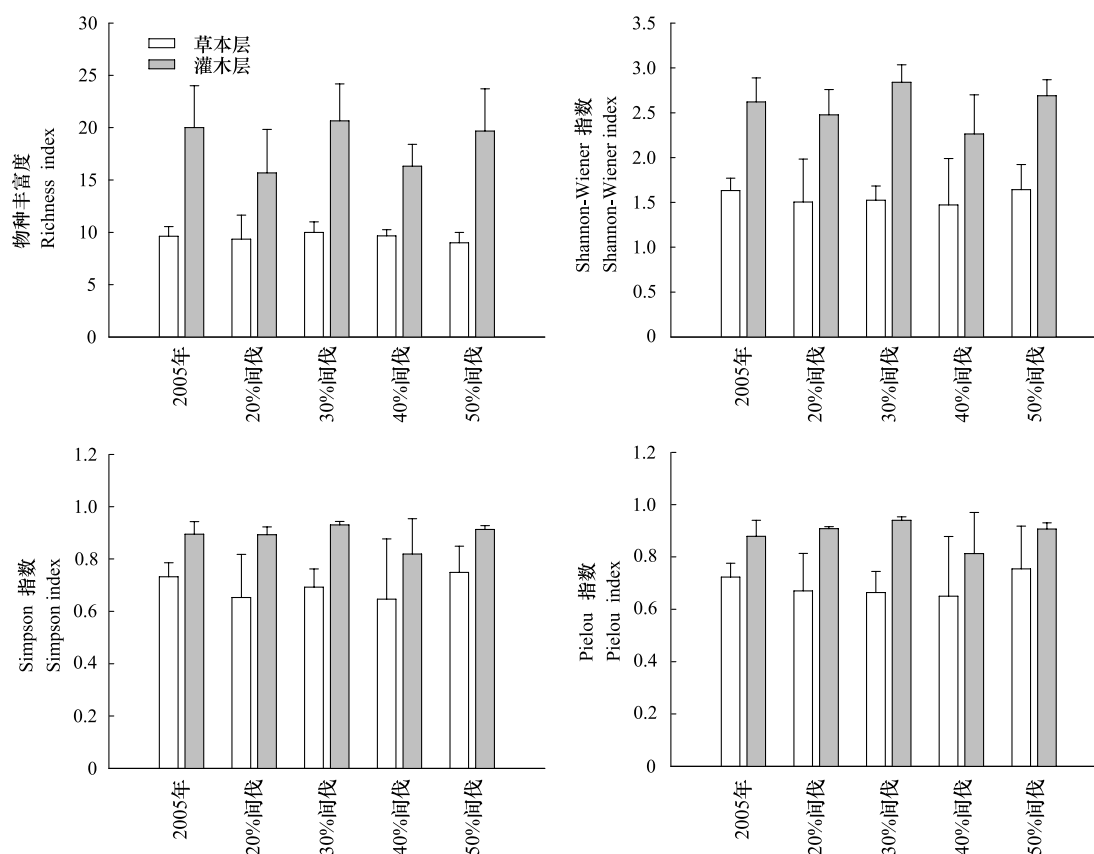 30
25
20
15
10
5
0
物种丰富度
Richness index
草本层
灌木层
2005年
20%间伐
30%间伐
40%间伐
50%间伐
3.5
3.0
2.5
2.0
1.5
1.0
0.5
0
Shannon-Wiener 指数
Shannon-Wiener index
2005年
20%间伐
30%间伐
40%间伐
50%间伐
1.2
1.0
0.8
0.6
0.4
0.2
0
Simpson 指数
Simpson index
2005年
20%间伐
30%间伐
40%间伐
50%间伐
1.2
1.0
0.8
0.6
0.4
0.2
0
Pielou 指数
Pielou index
2005年
20%间伐
30%间伐
40%间伐
50%间伐